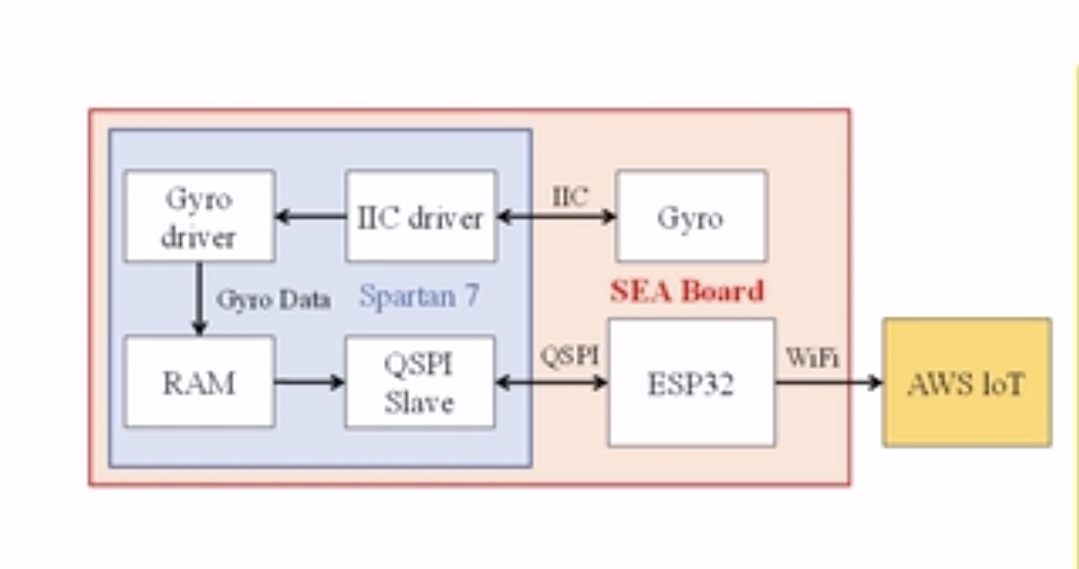 Gyro
driver
IIC driver
IIC
Gyro
Gyro Data
Spartan 7
SEA Board
RAM
QSPI
Slave
QSPI
ESP32
WiFi
AWS IoT